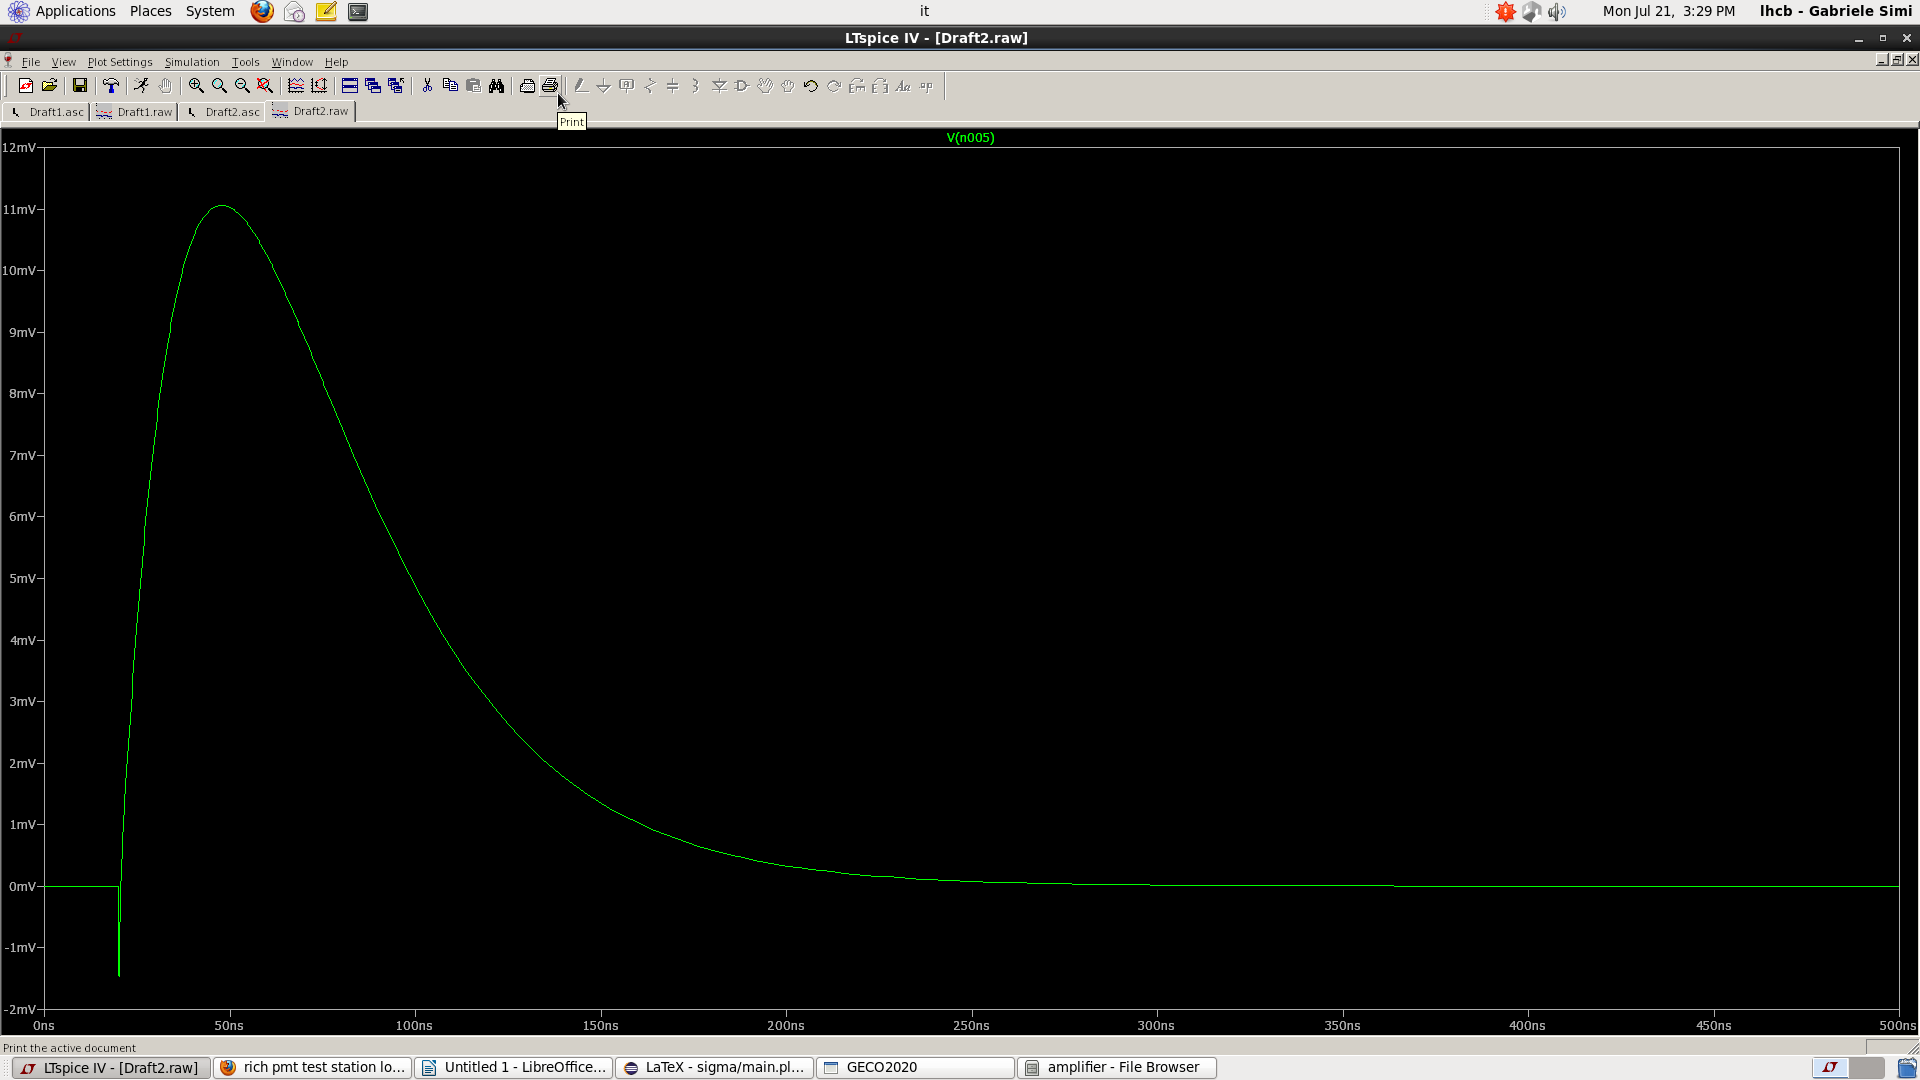 Applications Places System it Mon Jul 21, 3:29 PM lhcb - Gabriele Simi
LTspice IV - [Draft2.raw]
File View Plot Settings Simulation Tools Window Help
Draft1.asc Draft1.raw Draft2.asc Draft2.raw
Print
V(n005)
12mV
11mV
10mV
9mV
8mV
7mV
6mV
5mV
4mV
3mV
2mV
1mV
0mV
-1mV
-2mV
0ns 50ns 100ns 150ns 200ns 250ns 300ns 350ns 400ns 450ns 500ns
Print the active document
LTspice IV - [Draft2.raw] rich pmt test station lo... Untitled 1 - LibreOffice... LaTeX - sigma/main.pl... GECO2020 amplifier - File Browser